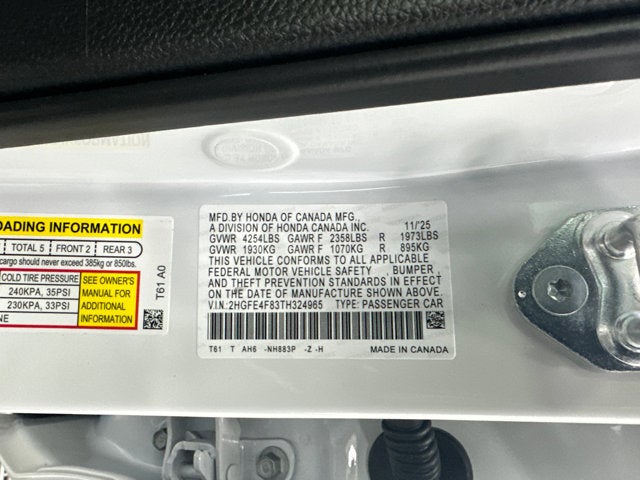 MFD.BY HONDA OF CANADA MFG.,
A DIVISION OF HONDA CANADA INC. 11/'25
GVWR 4254LBS GAWR F 2358LBS R 1973LBS
GVWR 1930KG GAWR F 1070KG R 895KG
THIS VEHICLE CONFORMS TO ALL APPLICABLE
FEDERAL MOTOR VEHICLE SAFETY , BUMPER ,
AND THEFT PREVENTION STANDARDS IN EFFECT
ON THE DATE OF MANUFACTURE SHOWN ABOVE.
V.I.N:2HGFE4F83TH324965 TYPE: PASSENGER CAR
T61 T AH6 -NH883P -Z -H MADE IN CANADA
OADING INFORMATION
TOTAL 5 FRONT 2 REAR 3
cargo should never exceed 385kg or 850lbs.
COLD TIRE PRESSURE SEE OWNER'S
240KPA, 35PSI MANUAL FOR
230KPA, 33PSI ADDITIONAL
NE INFORMATION
T61 A0